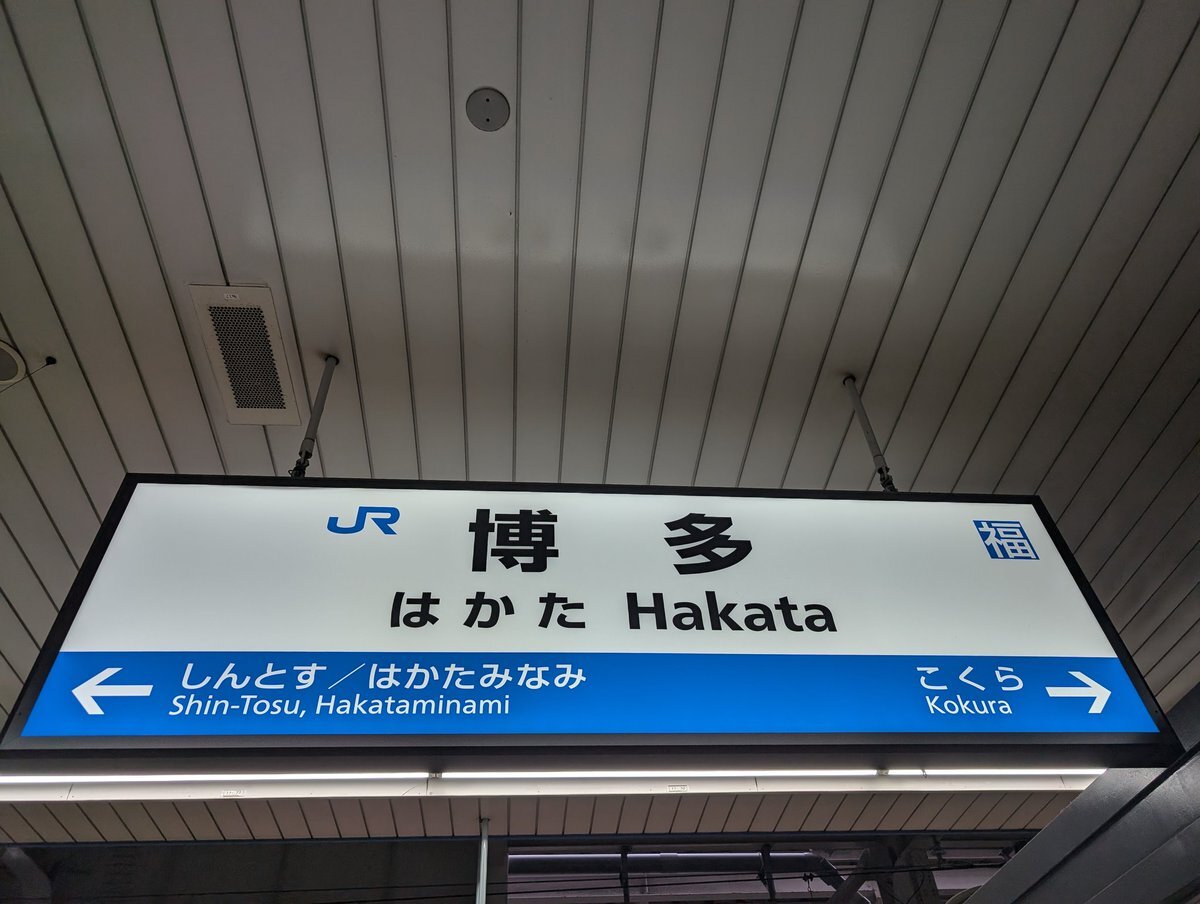 JR 博多 福
はかた Hakata
しんとす／はかたみなみ
Shin-Tosu, Hakataminami
こくら
Kokura